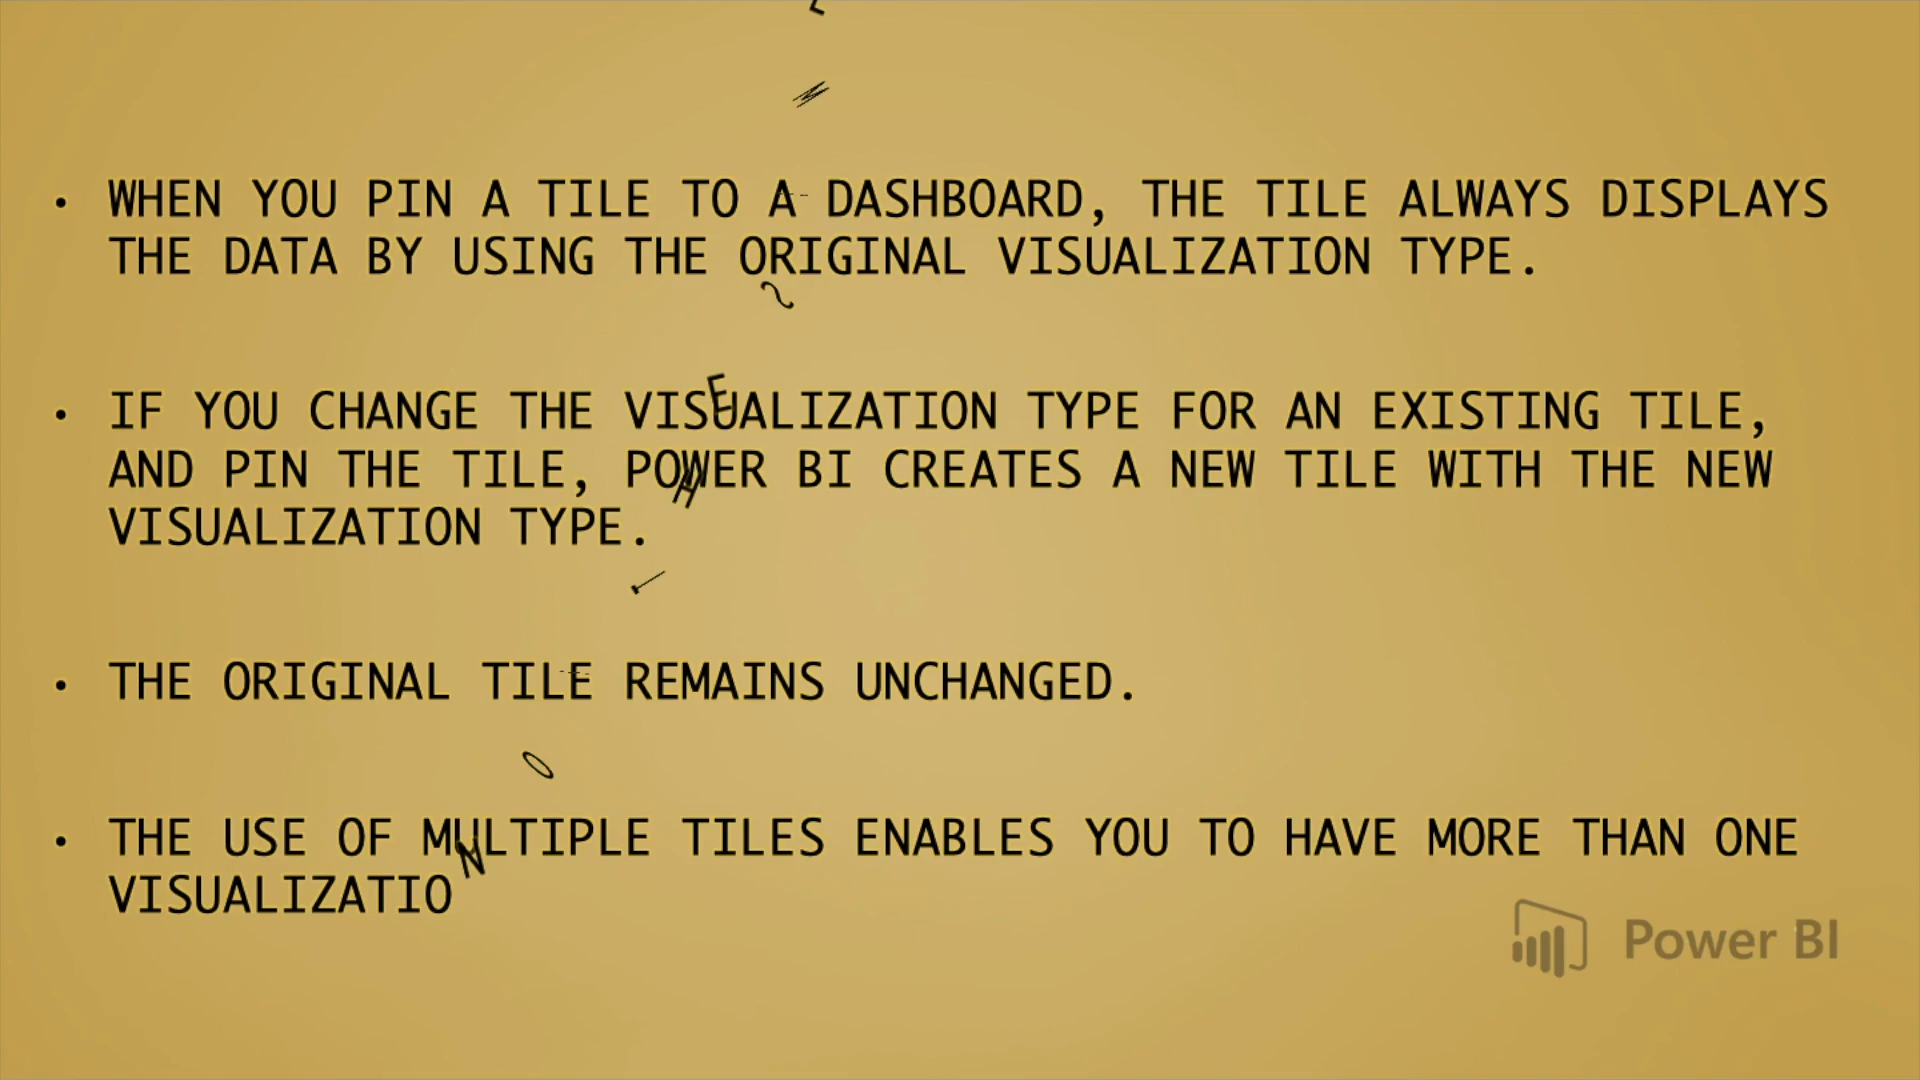 • WHEN YOU PIN A TILE TO A DASHBOARD, THE TILE ALWAYS DISPLAYS
THE DATA BY USING THE ORIGINAL VISUALIZATION TYPE.
• IF YOU CHANGE THE VISUALIZATION TYPE FOR AN EXISTING TILE,
AND PIN THE TILE, POWER BI CREATES A NEW TILE WITH THE NEW
VISUALIZATION TYPE.
• THE ORIGINAL TILE REMAINS UNCHANGED.
• THE USE OF MULTIPLE TILES ENABLES YOU TO HAVE MORE THAN ONE
VISUALIZATIO
Power BI